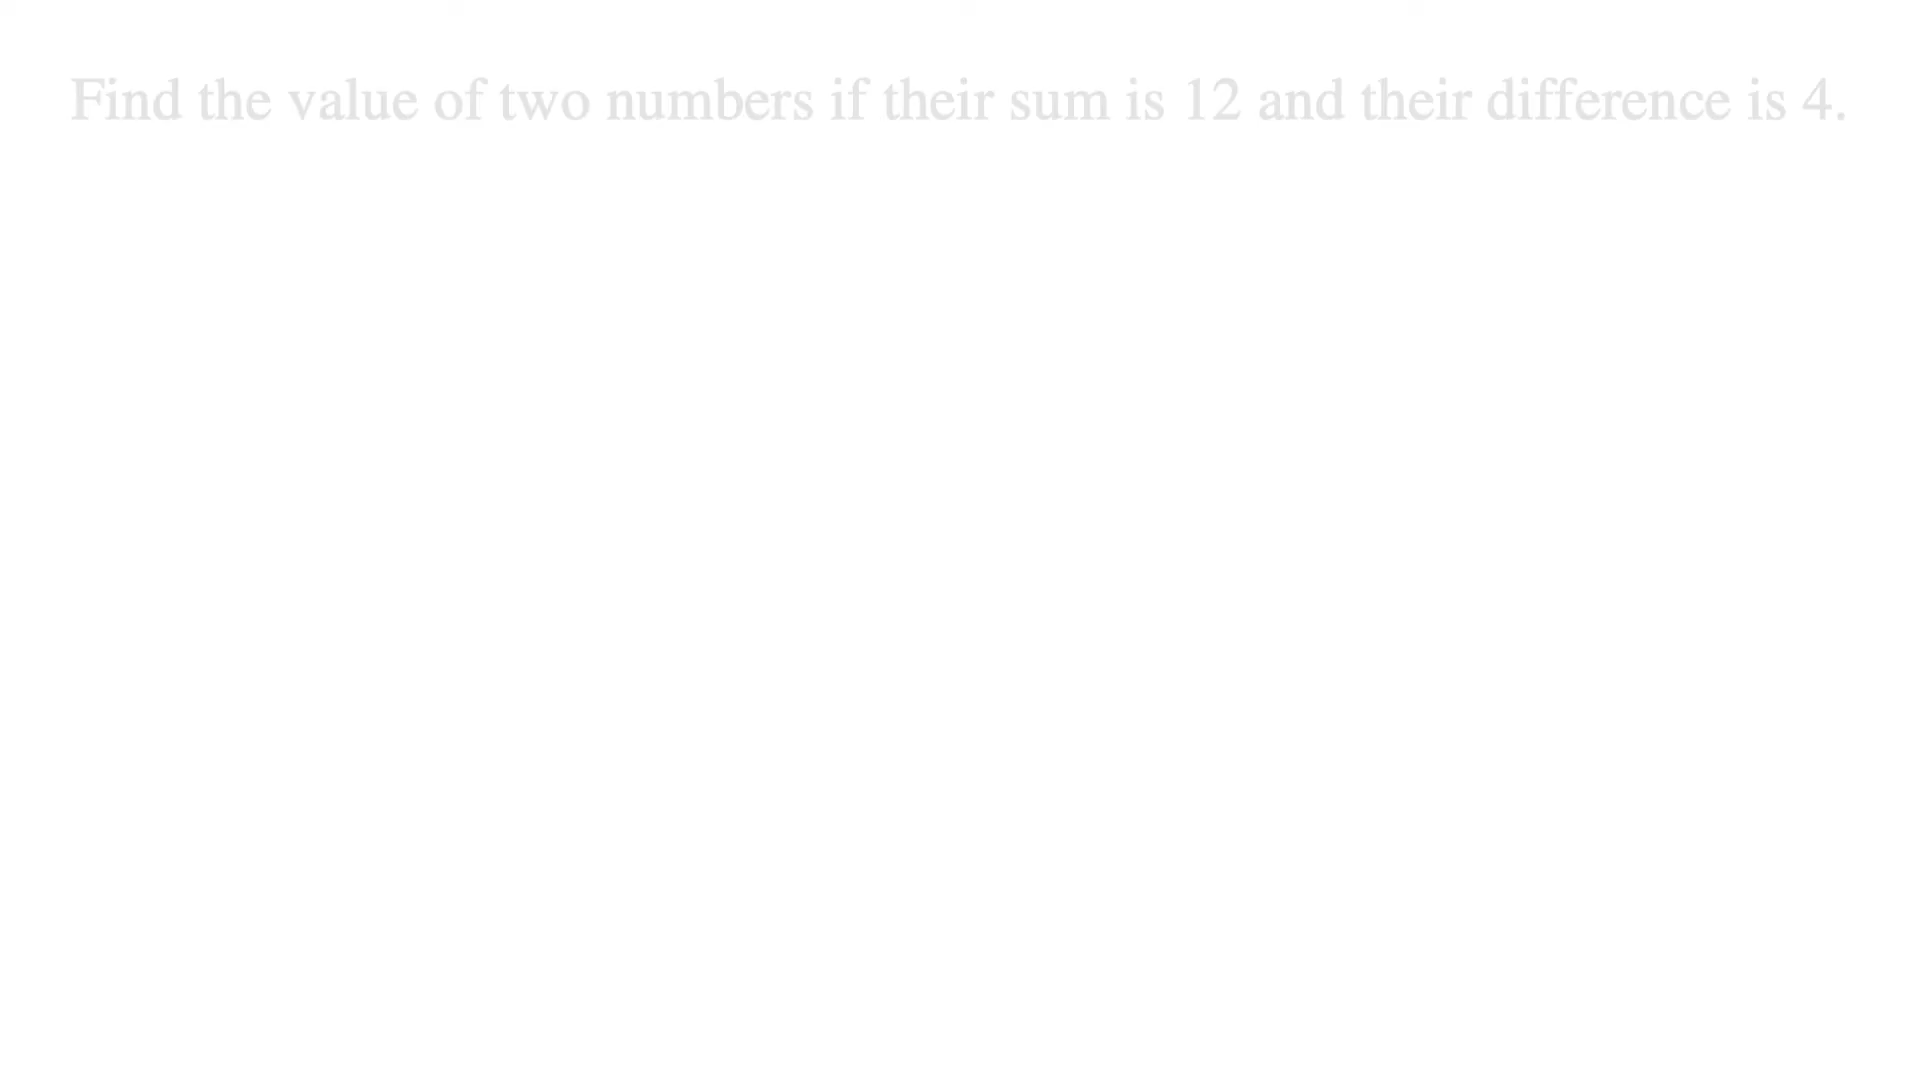 Find the value of two numbers if their sum is 12 and their difference is 4.